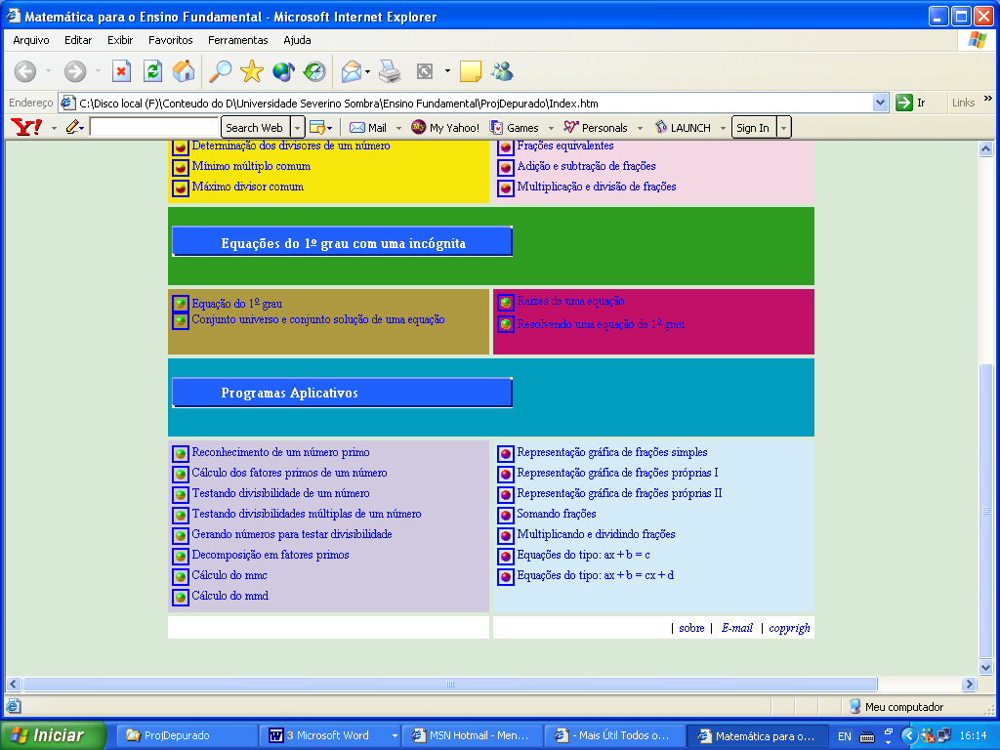 Matemática para o Ensino Fundamental - Microsoft Internet Explorer
Arquivo Editar Exibir Favoritos Ferramentas Ajuda
Endereço C:\Disco local (F)\Conteudo do D\Universidade Severino Sombra\Ensino Fundamental\ProjDepurado\Index.htm Ir Links »
Y! Search Web Mail My Yahoo! Games Personals LAUNCH Sign In
Determinação dos divisores de um número
Mínimo múltiplo comum
Máximo divisor comum
Frações equivalentes
Adição e subtração de frações
Multiplicação e divisão de frações
Equações do 1º grau com uma incógnita
Equação do 1º grau
Conjunto universo e conjunto solução de uma equação
Raizes de uma equação
Resolvendo uma equação de 1º grau
Programas Aplicativos
Reconhecimento de um número primo
Cálculo dos fatores primos de um número
Testando divisibilidade de um número
Testando divisibilidades múltiplas de um número
Gerando números para testar divisibilidade
Decomposição em fatores primos
Cálculo do mmc
Cálculo do mmd
Representação gráfica de frações simples
Representação gráfica de frações próprias I
Representação gráfica de frações próprias II
Somando frações
Multiplicando e dividindo frações
Equações do tipo: ax + b = c
Equações do tipo: ax + b = cx + d
| sobre | E-mail | copyrigh
Meu computador
Iniciar ProjDepurado 3 Microsoft Word MSN Hotmail - Men... - Mais Útil Todos o... Matemática para o... EN 16:14